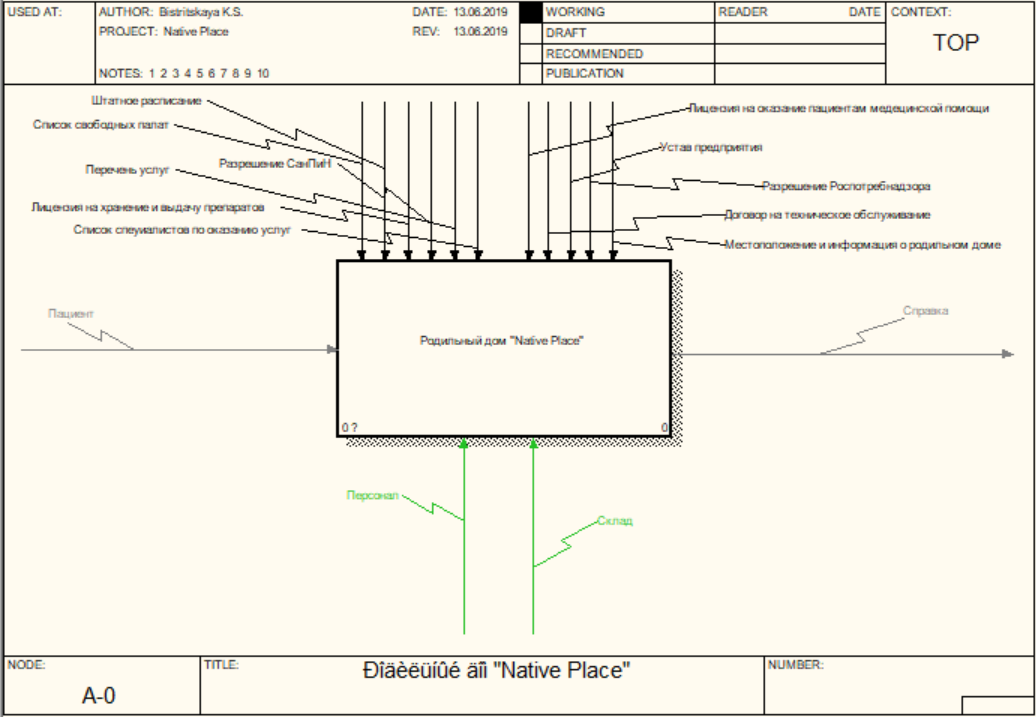 USED AT:
AUTHOR: Bistritskaya K.S.
DATE: 13.06.2019
PROJECT: Native Place
REV: 13.06.2019
NOTES: 1 2 3 4 5 6 7 8 9 10
WORKING
DRAFT
RECOMMENDED
PUBLICATION
READER
DATE
CONTEXT:
TOP
Штатное расписание
Список свободных палат
Разрешение СанПиН
Перечень услуг
Лицензия на хранение и выдачу препаратов
Список спеуиалистов по оказанию услуг
Лицензия на оказание пациентам медецинской помощи
Устав предприятия
Разрешение Роспотребнадзора
Договор на техническое обслуживание
Местоположение и информация о родильном доме
Пациент
Справка
Родильный дом "Native Place"
0 ?
0
Персонал
Склад
NODE:
A-0
TITLE:
Ðîäèëüíûé äîì "Native Place"
NUMBER: